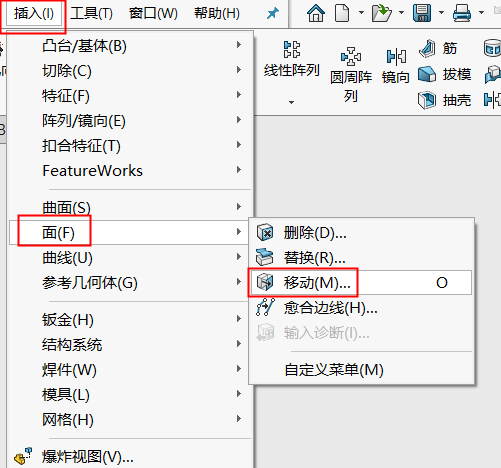 插入(I) 工具(T) 窗口(W) 帮助(H)
凸台/基体(B)
切除(C)
特征(F)
阵列/镜向(E)
扣合特征(T)
FeatureWorks
曲面(S)
面(F)
曲线(U)
参考几何体(G)
钣金(H)
结构系统
焊件(W)
模具(L)
网格(H)
爆炸视图(V)...
线性阵列
圆周阵
列
镜向
筋
拔模
抽壳
删除(D)...
替换(R)...
移动(M)... O
愈合边线(H)...
输入诊断(I)...
自定义菜单(M)